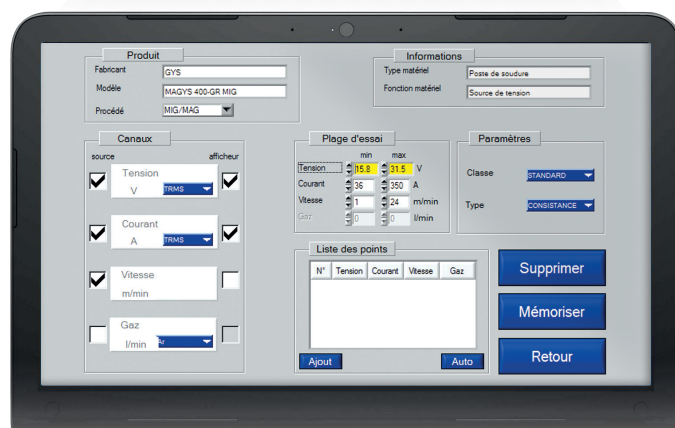 Produit
Fabricant GYS
Modèle MAGYS 400-GR MIG
Procédé MIG/MAG
Informations
Type matériel Poste de soudure
Fonction matériel Source de tension
Canaux
source afficheur
Tension
V TRMS
Courant
A TRMS
Vitesse
m/min
Gaz
l/min Ar
Plage d'essai
min max
Tension 15.8 31.5 V
Courant 36 350 A
Vitesse 1 24 m/min
Gaz 0 0 l/min
Paramètres
Classe STANDARD
Type CONSISTANCE
Liste des points
N° Tension Courant Vitesse Gaz
Ajout Auto
Supprimer
Mémoriser
Retour